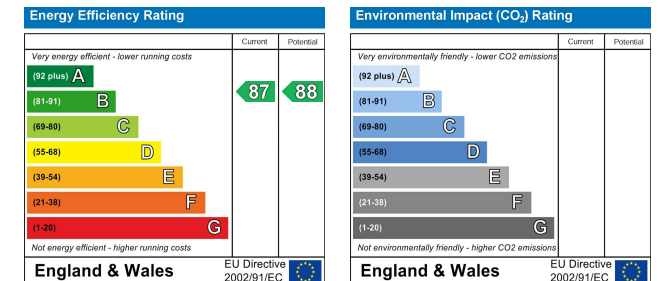 Energy Efficiency Rating
Current Potential
Very energy efficient - lower running costs
(92 plus) A
(81-91) B
87 88
(69-80) C
(55-68) D
(39-54) E
(21-38) F
(1-20) G
Not energy efficient - higher running costs
England & Wales
EU Directive
2002/91/EC
Environmental Impact (CO₂) Rating
Current Potential
Very environmentally friendly - lower CO2 emissions
(92 plus) A
(81-91) B
(69-80) C
(55-68) D
(39-54) E
(21-38) F
(1-20) G
Not environmentally friendly - higher CO2 emissions
England & Wales
EU Directive
2002/91/EC